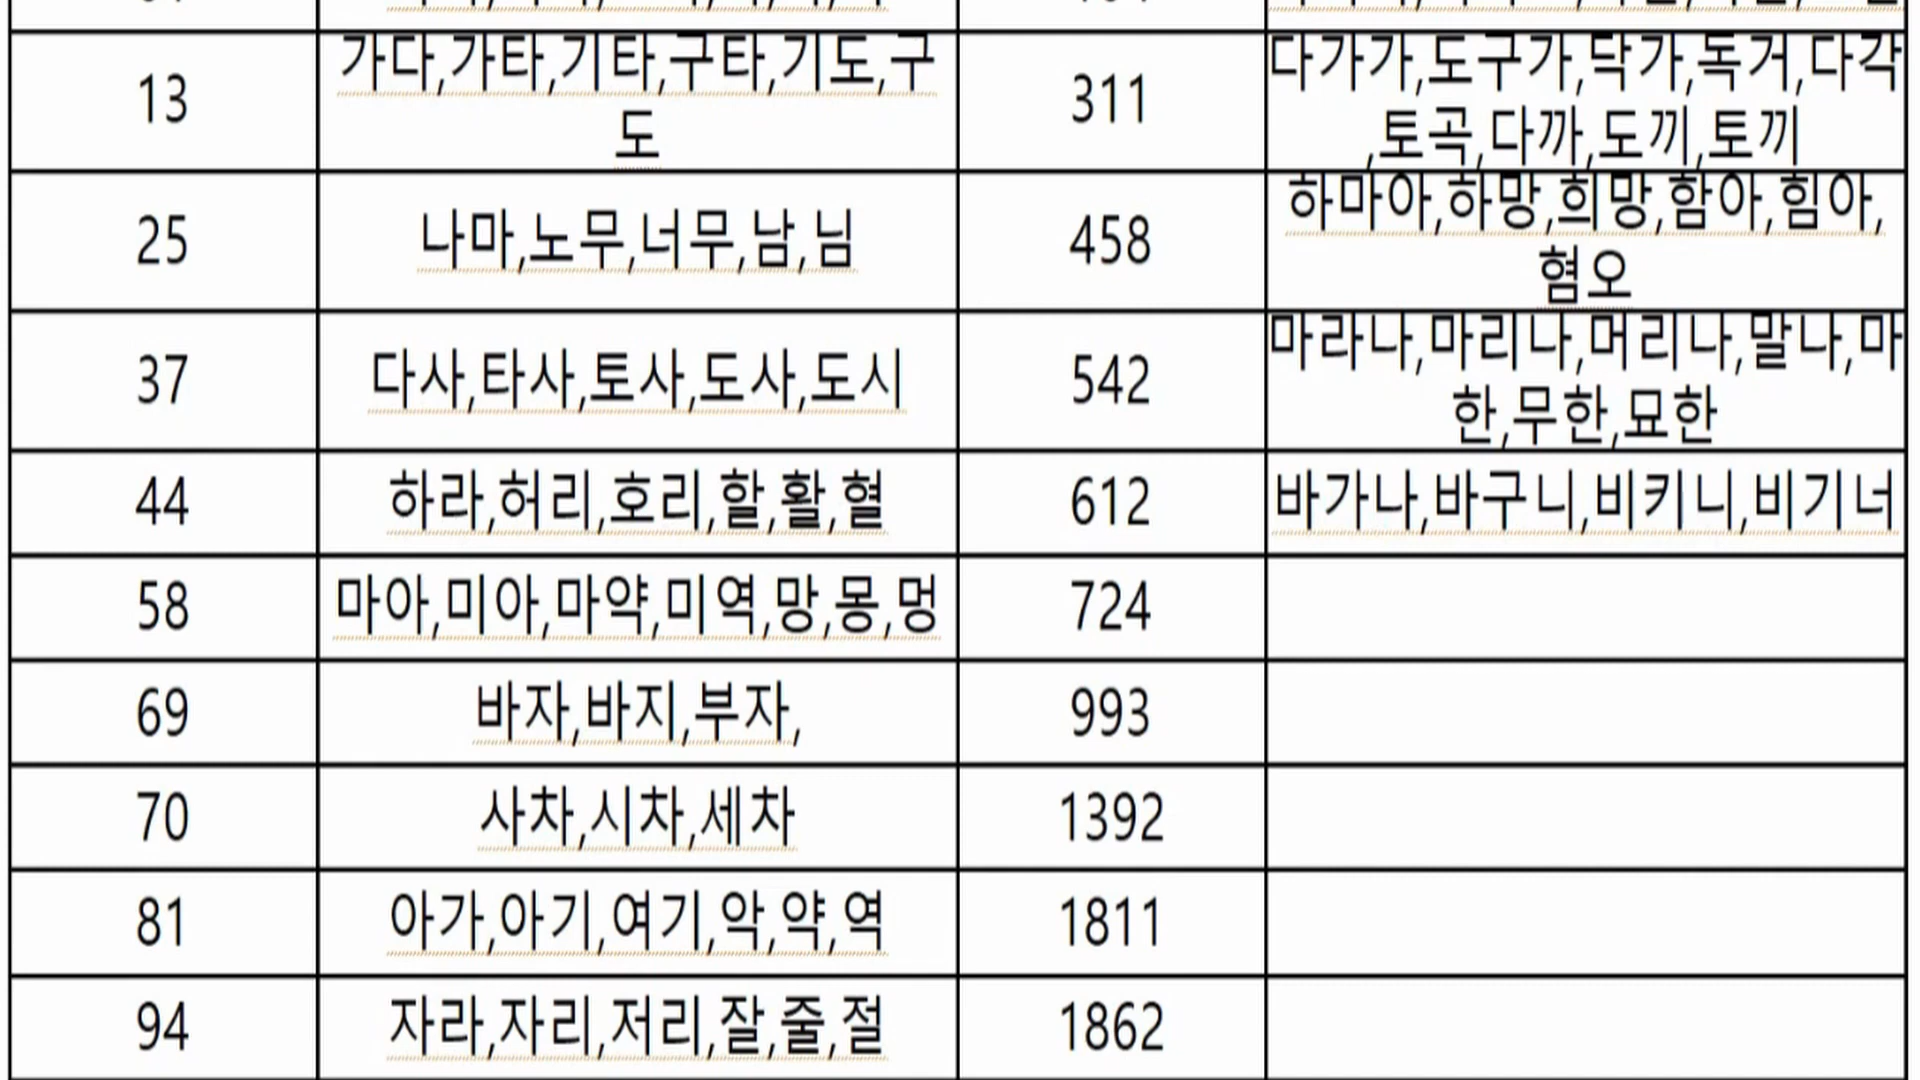 13
가다,가타,기타,구타,기도,구
도
311
다가가,도구가,닥가,독거,다각
,토곡,다까,도끼,토끼
25
나마,노무,너무,남,님
458
하마아,하망,희망,함아,힘아,
혐오
37
다사,타사,토사,도사,도시
542
마라나,마리나,머리나,말나,마
한,무한,묘한
44
하라,허리,호리,할,활,혈
612
바가나,바구니,비키니,비기너
58
마아,미아,마약,미역,망,몽,멍
724
69
바자,바지,부자,
993
70
사차,시차,세차
1392
81
아가,아기,여기,악,약,역
1811
94
자라,자리,저리,잘,줄,절
1862